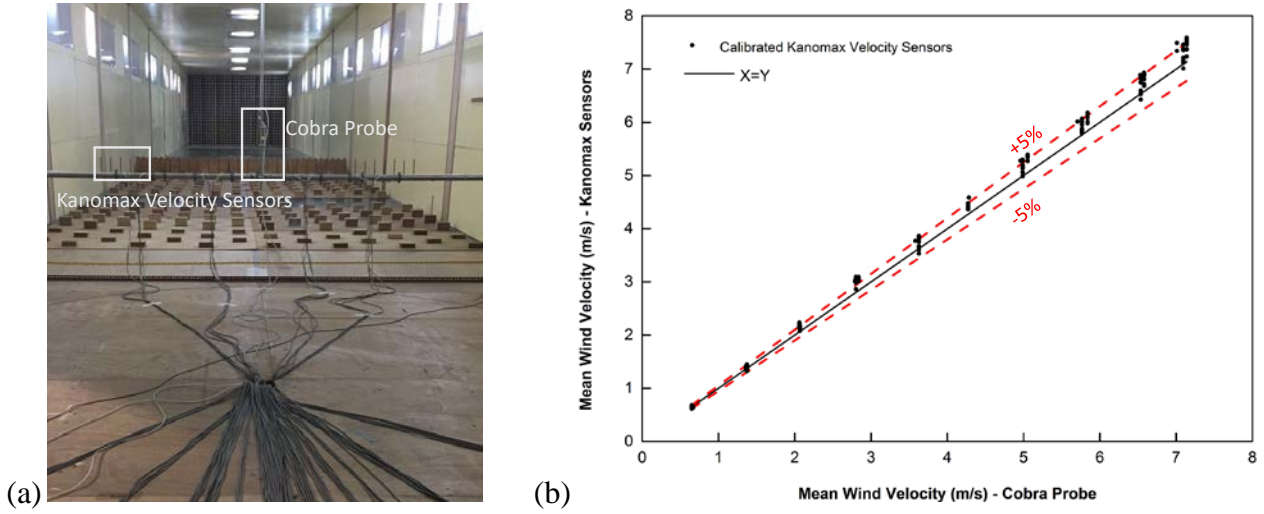 Cobra Probe
Kanomax Velocity Sensors
(a)
8
7
6
5
4
3
2
1
0
Mean Wind Velocity (m/s) - Kanomax Sensors
Calibrated Kanomax Velocity Sensors
X=Y
+5%
-5%
0 1 2 3 4 5 6 7 8
Mean Wind Velocity (m/s) - Cobra Probe
(b)